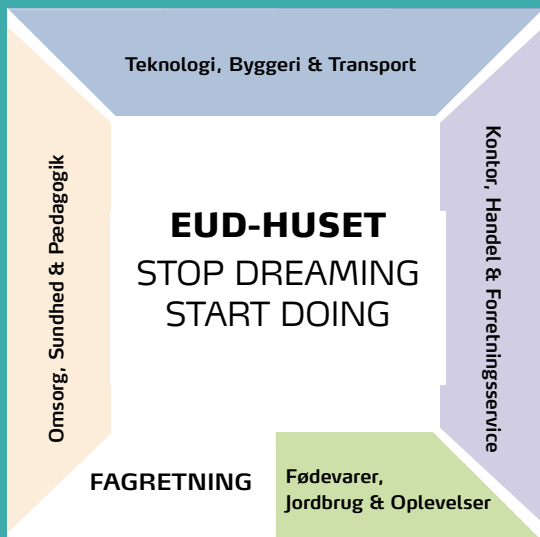 Teknologi, Byggeri & Transport
Omsorg, Sundhed & Pædagogik
EUD-HUSET
STOP DREAMING
START DOING
Kontor, Handel & Forretningsservice
FAGRETNING
Fødevarer,
Jordbrug & Oplevelser